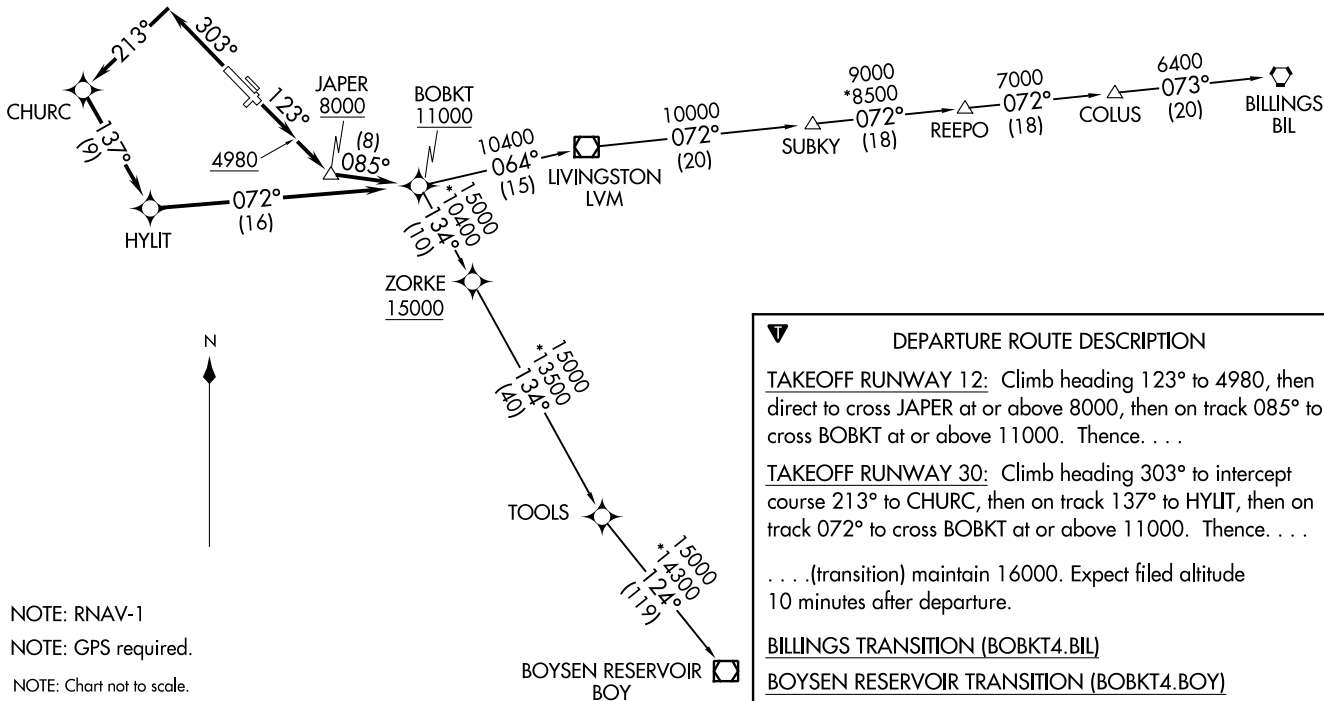 303°
213°
CHURC
137°
(9)
HYLIT
123°
4980
JAPER
8000
(8)
085°
072°
(16)
BOBKT
11000
10400
064°
(15)
LIVINGSTON
LVM
10000
072°
(20)
SUBKY
9000
*8500
072°
(18)
REEPO
7000
072°
(18)
COLUS
6400
073°
(20)
BILLINGS
BIL
15000
*10400
134°
(10)
ZORKE
15000
15000
*13500
134°
(40)
TOOLS
15000
*14300
124°
(119)
BOYSEN RESERVOIR
BOY
N
NOTE: RNAV-1
NOTE: GPS required.
NOTE: Chart not to scale.
T
DEPARTURE ROUTE DESCRIPTION
TAKEOFF RUNWAY 12: Climb heading 123° to 4980, then
direct to cross JAPER at or above 8000, then on track 085° to
cross BOBKT at or above 11000. Thence. . . .
TAKEOFF RUNWAY 30: Climb heading 303° to intercept
course 213° to CHURC, then on track 137° to HYLIT, then on
track 072° to cross BOBKT at or above 11000. Thence. . . .
. . . .(transition) maintain 16000. Expect filed altitude
10 minutes after departure.
BILLINGS TRANSITION (BOBKT4.BIL)
BOYSEN RESERVOIR TRANSITION (BOBKT4.BOY)